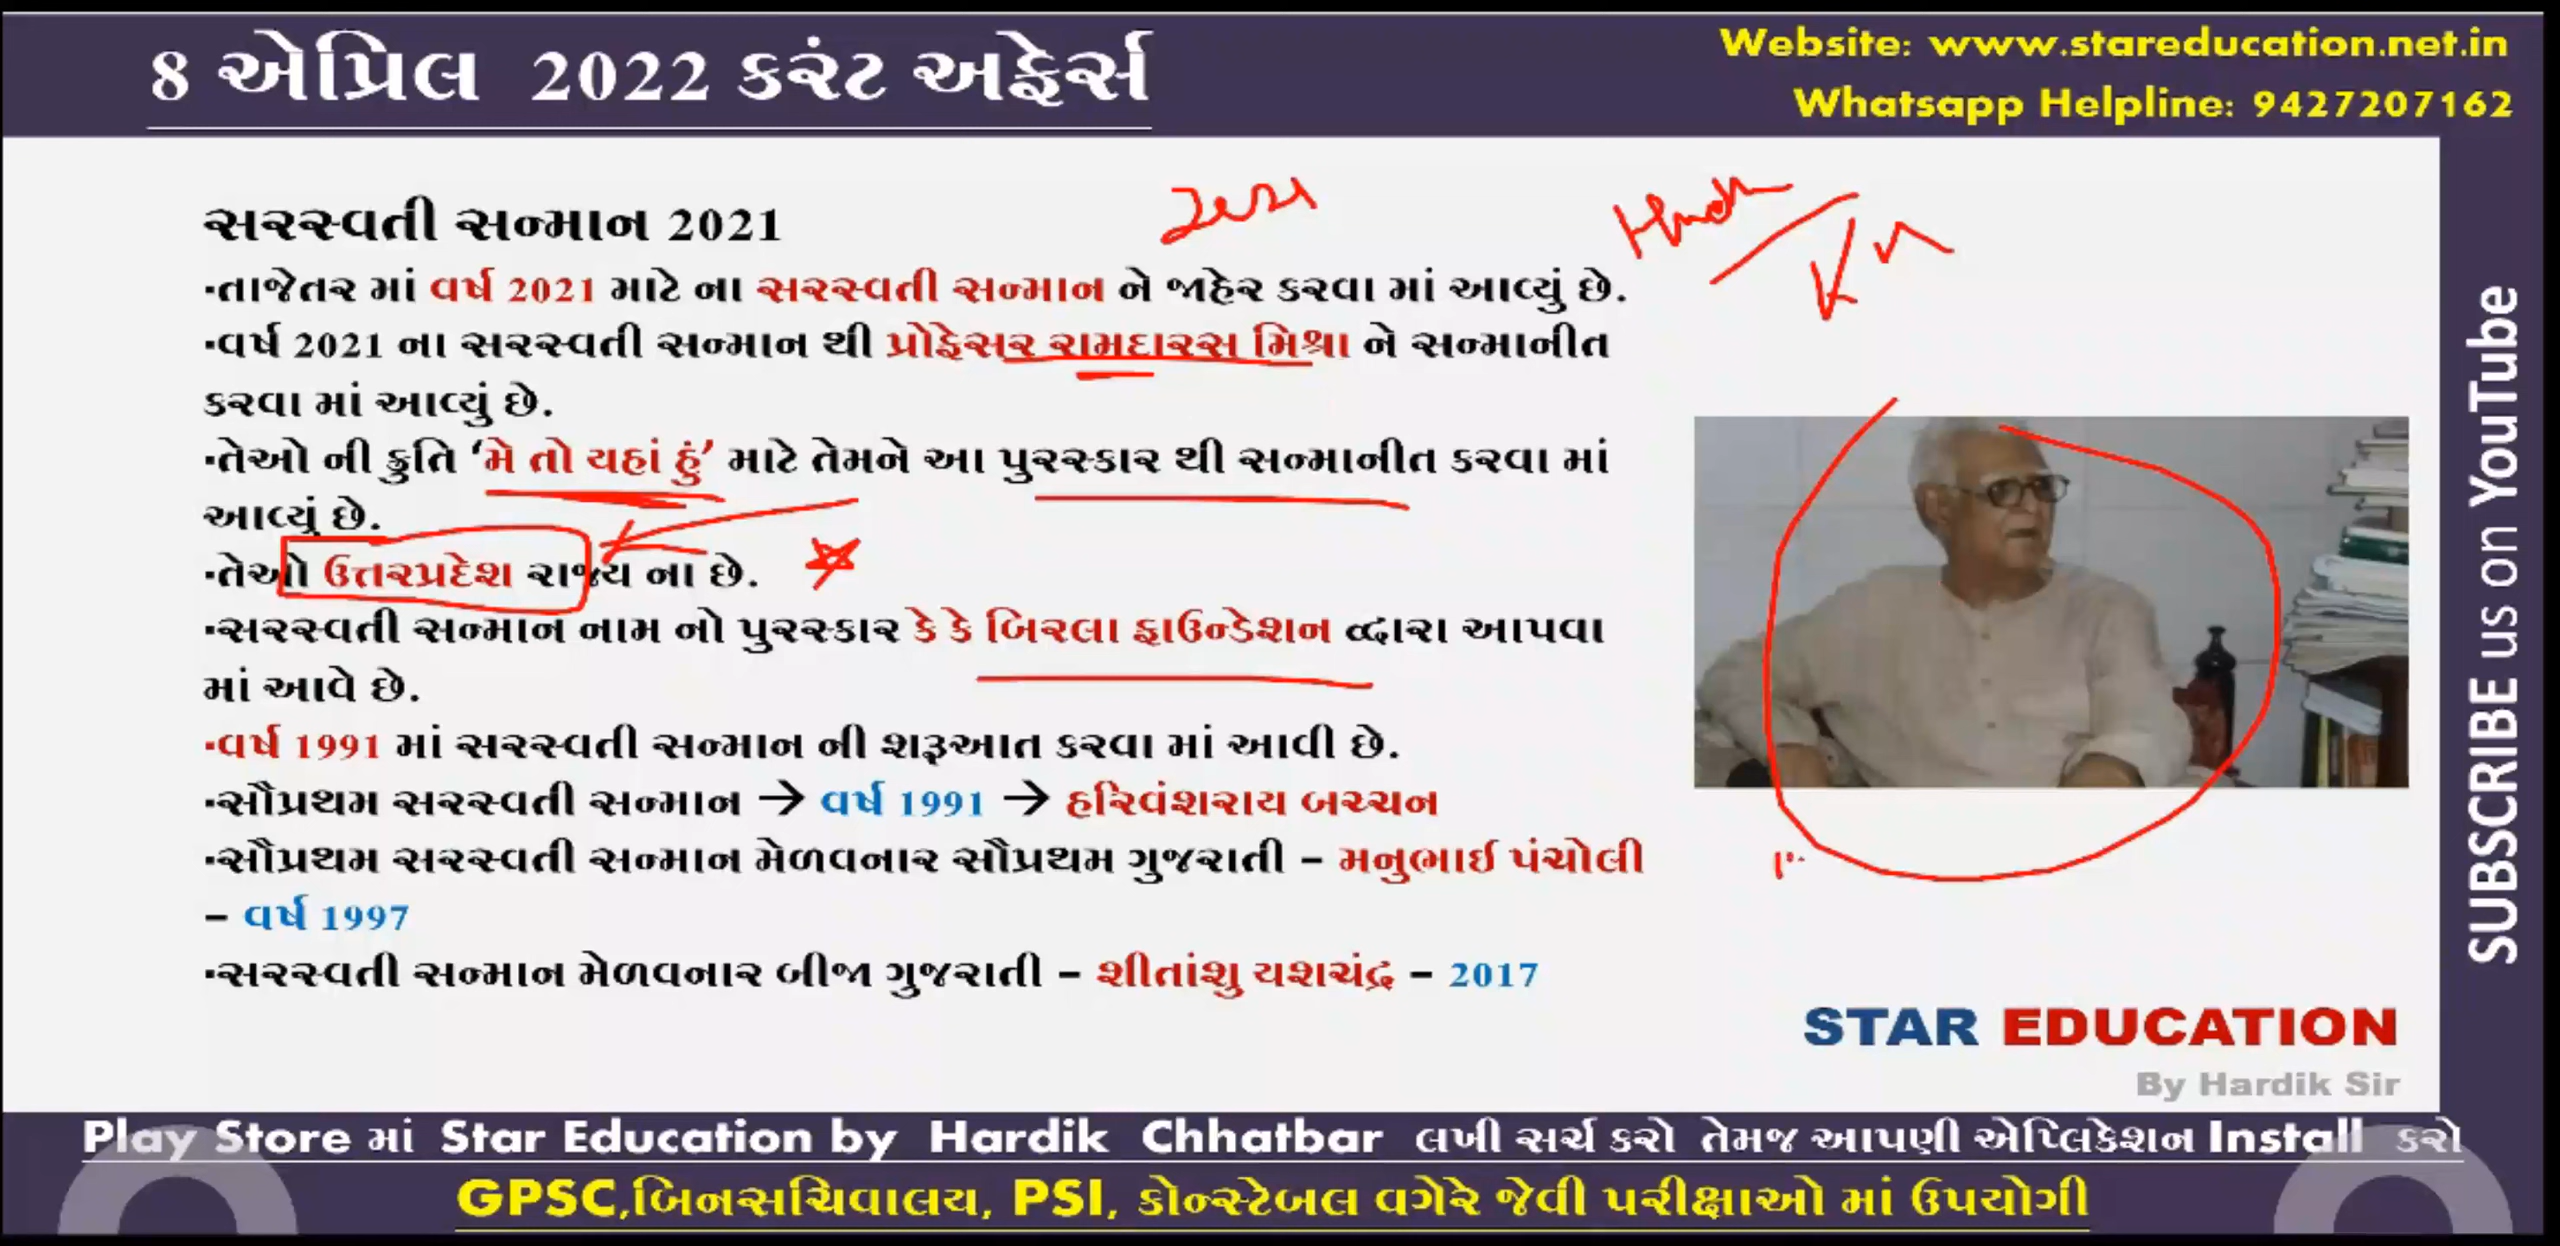 8 એપ્રિલ 2022 કરંટ અફેર્સ
Website: www.stareducation.net.in
Whatsapp Helpline: 9427207162
સરસ્વતી સન્માન 2021
▪તાજેતર માં વર્ષ 2021 માટે ના સરસ્વતી સન્માન ને જાહેર કરવા માં આવ્યું છે.
▪વર્ષ 2021 ના સરસ્વતી સન્માન થી પ્રોફેસર રામદારસ મિશ્રા ને સન્માનીત
કરવા માં આવ્યું છે.
▪તેઓ ની ક્રુતિ ‘મે તો યહાં હું’ માટે તેમને આ પુરસ્કાર થી સન્માનીત કરવા માં
આવ્યું છે.
▪તેઓ ઉત્તરપ્રદેશ રાજ્ય ના છે.
▪સરસ્વતી સન્માન નામ નો પુરસ્કાર કે કે બિરલા ફાઉન્ડેશન દ્વારા આપવા
માં આવે છે.
▪વર્ષ 1991 માં સરસ્વતી સન્માન ની શરૂઆત કરવા માં આવી છે.
▪સૌપ્રથમ સરસ્વતી સન્માન → વર્ષ 1991 → હરિવંશરાય બચ્ચન
▪સૌપ્રથમ સરસ્વતી સન્માન મેળવનાર સૌપ્રથમ ગુજરાતી – મનુભાઈ પંચોલી
– વર્ષ 1997
▪સરસ્વતી સન્માન મેળવનાર બીજા ગુજરાતી – શીતાંશુ યશચંદ્ર – 2017
SUBSCRIBE us on YouTube
STAR EDUCATION
By Hardik Sir
Play Store માં Star Education by Hardik Chhatbar લખી સર્ચ કરો તેમજ આપણી એપ્લિકેશન Install કરો
GPSC,બિનસચિવાલય, PSI, કોન્સ્ટેબલ વગેરે જેવી પરીક્ષાઓ માં ઉપયોગી